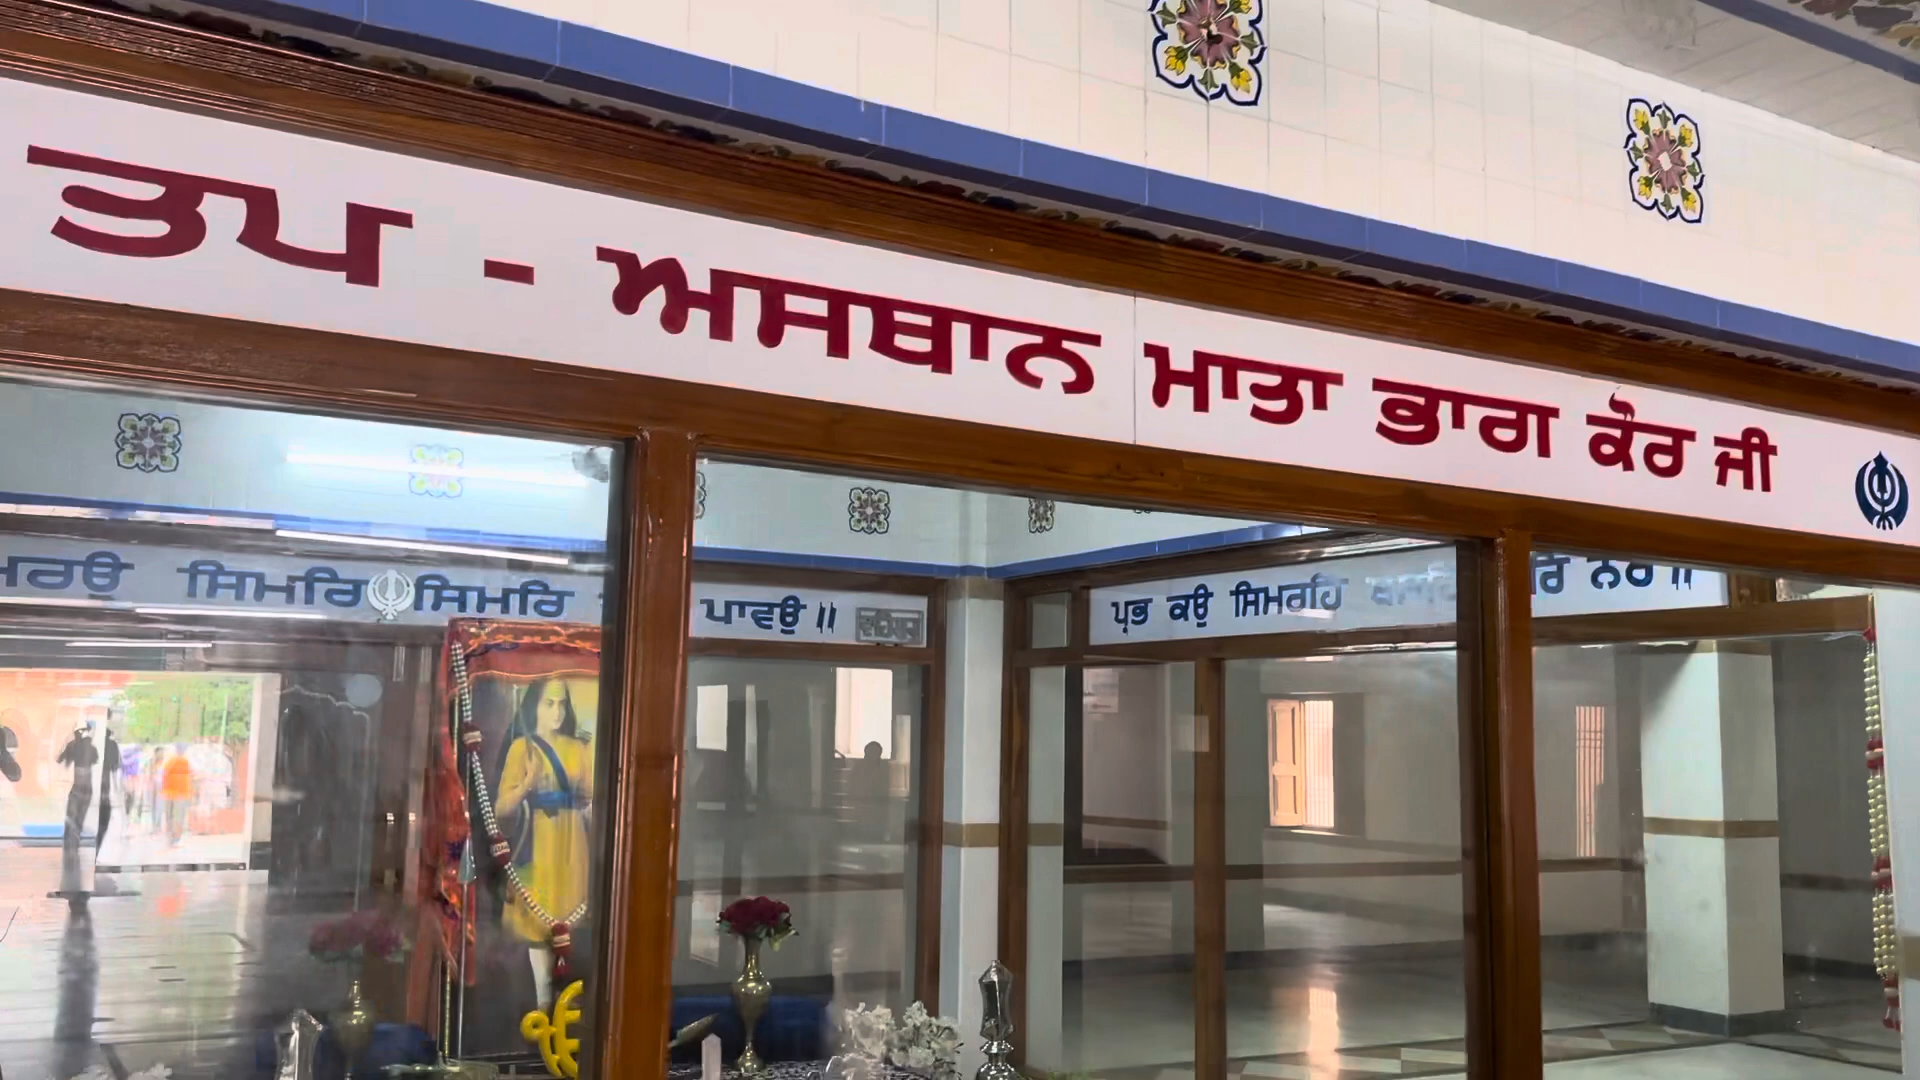 ਤਪ - ਅਸਥਾਨ ਮਾਤਾ ਭਾਗ ਕੌਰ ਜੀ
ਸਿਮਰਿ ਸਿਮਰਿ ਪਾਵਉ ॥
ਪ੍ਰਭ ਕਉ ਸਿਮਰਹਿ